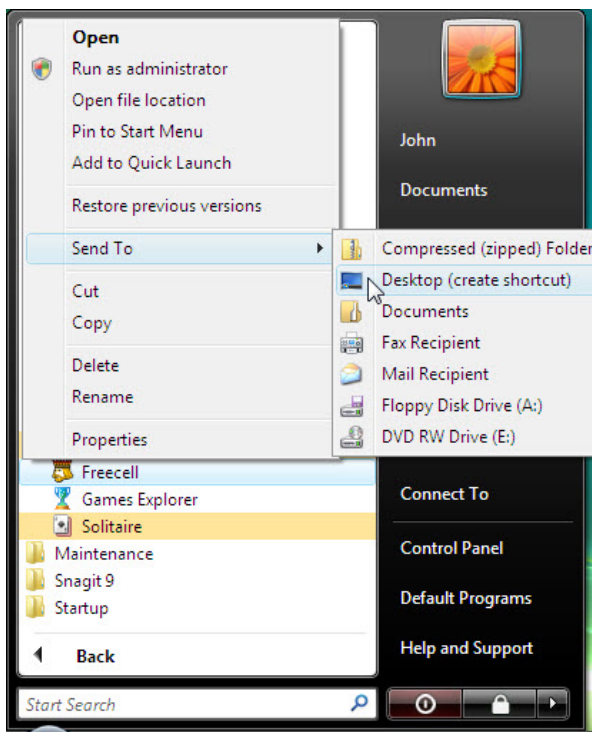 Open
Run as administrator
Open file location
Pin to Start Menu
Add to Quick Launch
Restore previous versions
Send To
Cut
Copy
Delete
Rename
Properties
Compressed (zipped) Folder
Desktop (create shortcut)
Documents
Fax Recipient
Mail Recipient
Floppy Disk Drive (A:)
DVD RW Drive (E:)
Freecell
Games Explorer
Solitaire
Maintenance
Snagit 9
Startup
Back
Start Search
John
Documents
Connect To
Control Panel
Default Programs
Help and Support